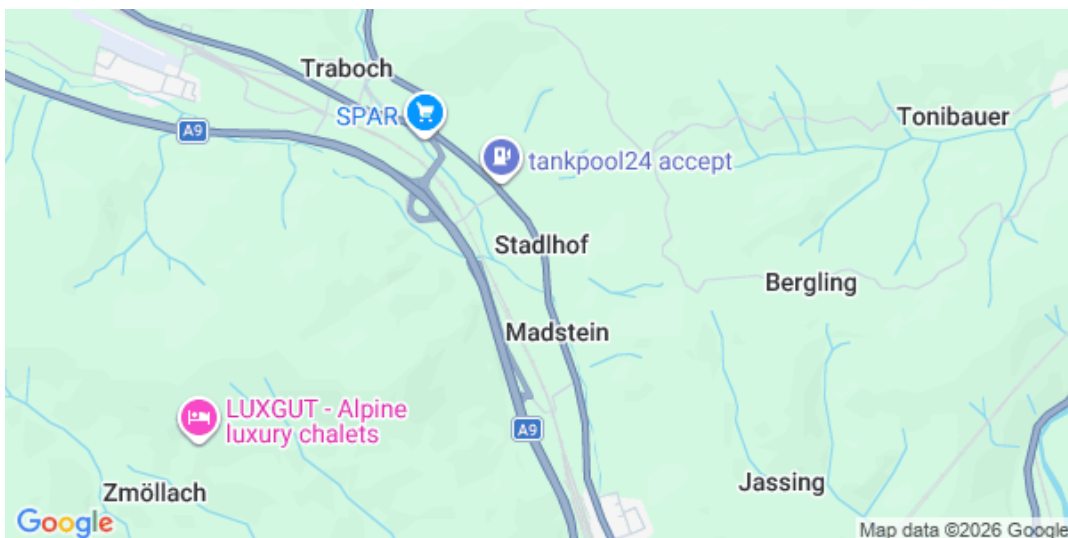 Traboch
SPAR
A9
Tonibauer
tankpool24 accept
Stadlhof
Bergling
Madstein
LUXGUT - Alpine
luxury chalets
A9
Zmöllach
Jassing
Google
Map data ©2026 Google